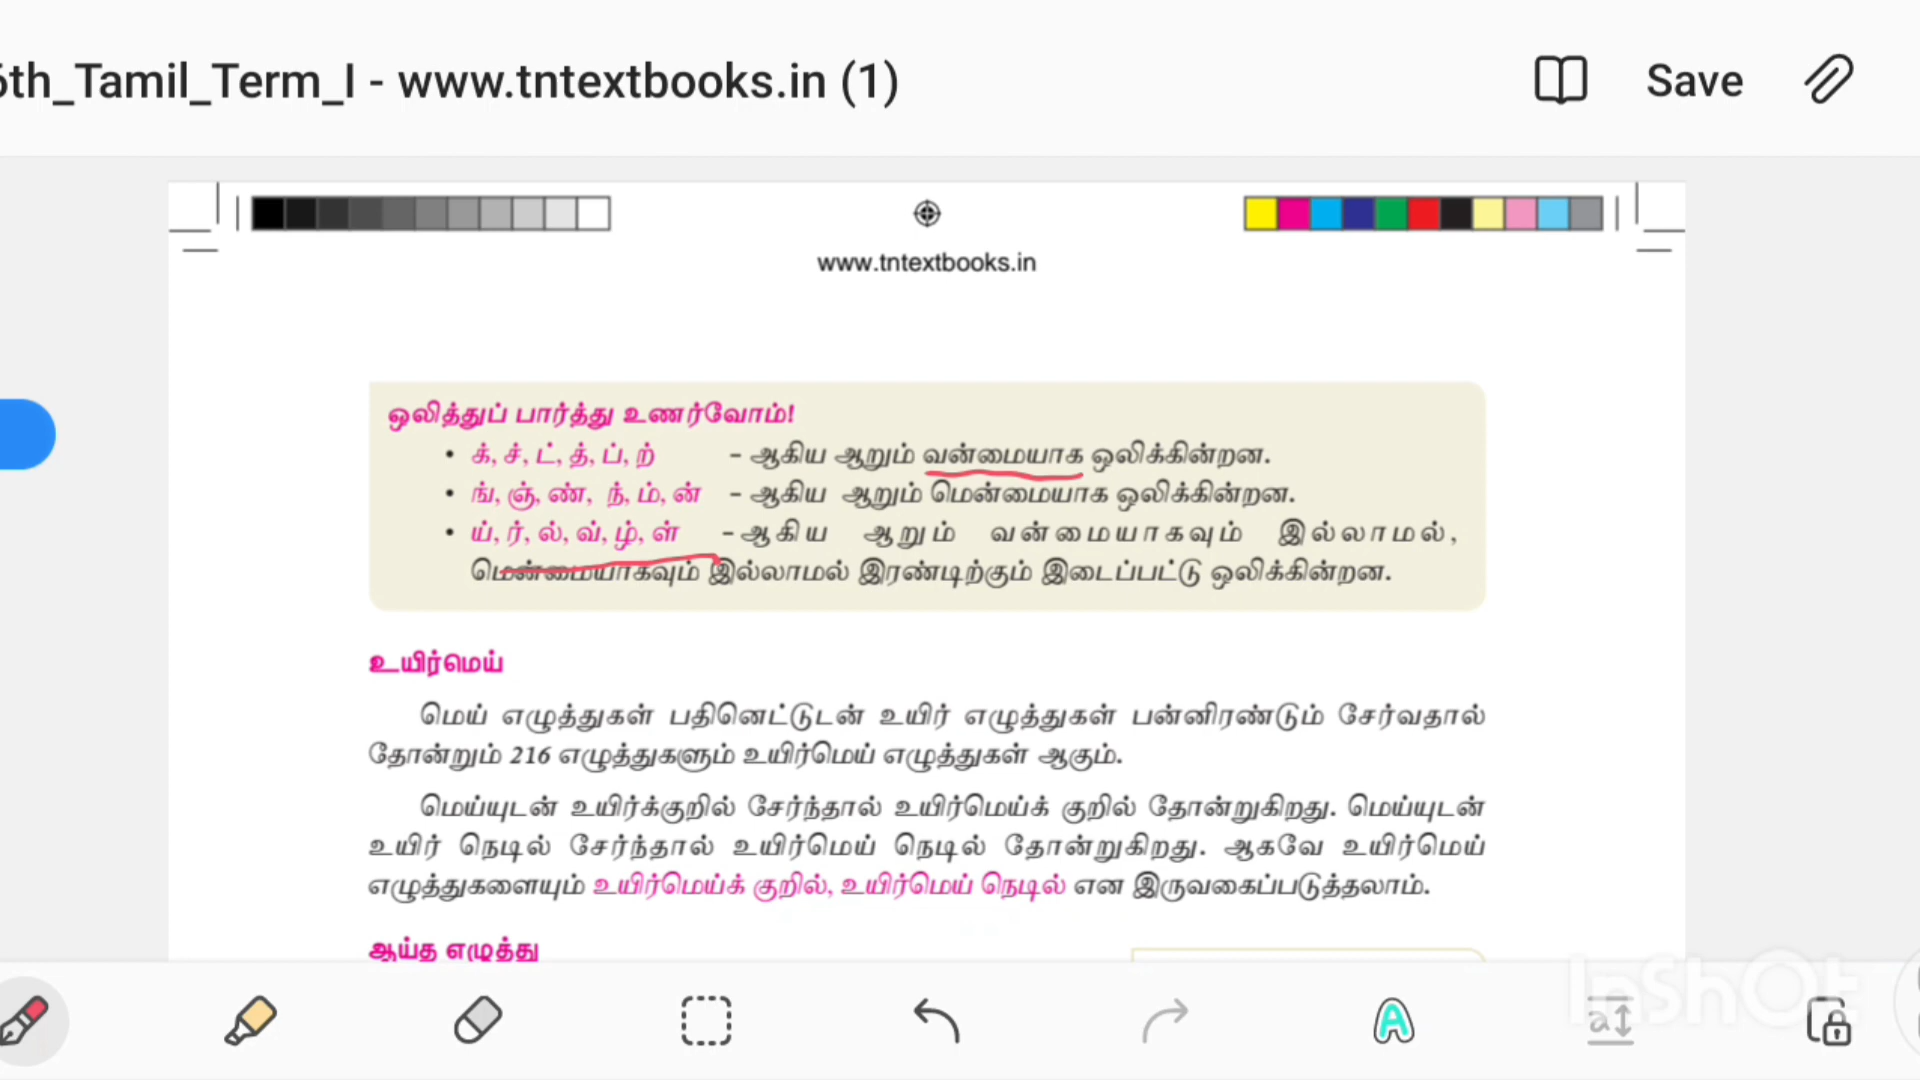 6th_Tamil_Term_I - www.tntextbooks.in (1)
Save
www.tntextbooks.in
ஒலித்துப் பார்த்து உணர்வோம்!
• க், ச், ட், த், ப், ற் – ஆகிய ஆறும் வன்மையாக ஒலிக்கின்றன.
• ங், ஞ், ண், ந், ம், ன் – ஆகிய ஆறும் மென்மையாக ஒலிக்கின்றன.
• ய், ர், ல், வ், ழ், ள் – ஆகிய ஆறும் வன்மையாகவும் இல்லாமல்,
மென்மையாகவும் இல்லாமல் இரண்டிற்கும் இடைப்பட்டு ஒலிக்கின்றன.
உயிர்மெய்
மெய் எழுத்துகள் பதினெட்டுடன் உயிர் எழுத்துகள் பன்னிரண்டும் சேர்வதால்
தோன்றும் 216 எழுத்துகளும் உயிர்மெய் எழுத்துகள் ஆகும்.
மெய்யுடன் உயிர்க்குறில் சேர்ந்தால் உயிர்மெய்க் குறில் தோன்றுகிறது. மெய்யுடன்
உயிர் நெடில் சேர்ந்தால் உயிர்மெய் நெடில் தோன்றுகிறது. ஆகவே உயிர்மெய்
எழுத்துகளையும் உயிர்மெய்க் குறில், உயிர்மெய் நெடில் என இருவகைப்படுத்தலாம்.
ஆய்த எழுத்து
InShOt
A
a